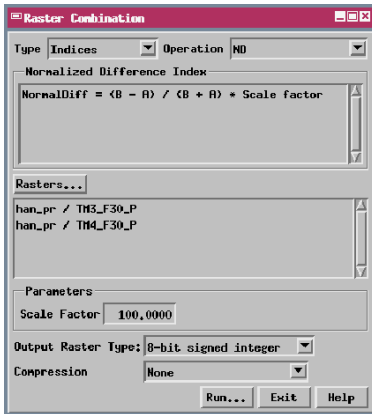 Raster Combination
Type Indices Operation ND
Normalized Difference Index
NormalDiff = (B - A) / (B + A) * Scale factor
Rasters...
han_pr / TM3_F30_P
han_pr / TM4_F30_P
Parameters
Scale Factor 100.0000
Output Raster Type: 8-bit signed integer
Compression None
Run... Exit Help